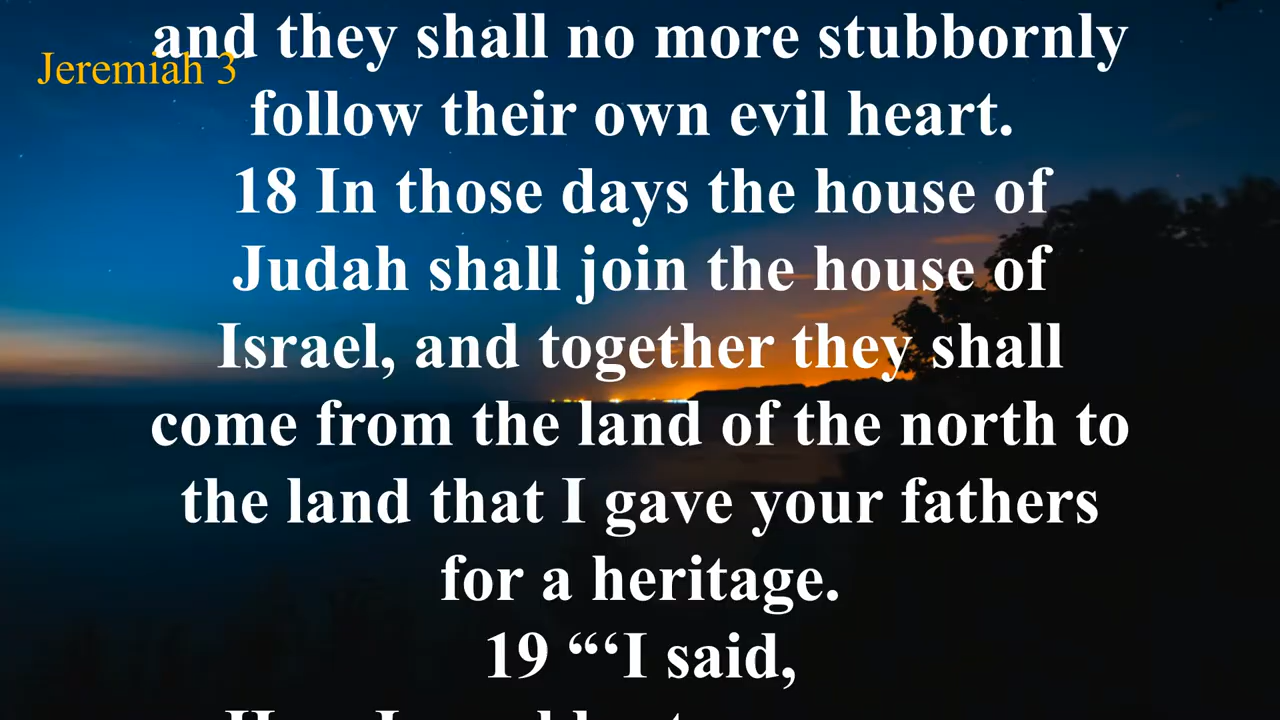 and they shall no more stubbornly
Jeremiah 3
follow their own evil heart.
18 In those days the house of
Judah shall join the house of
Israel, and together they shall
come from the land of the north to
the land that I gave your fathers
for a heritage.
19 “‘I said,